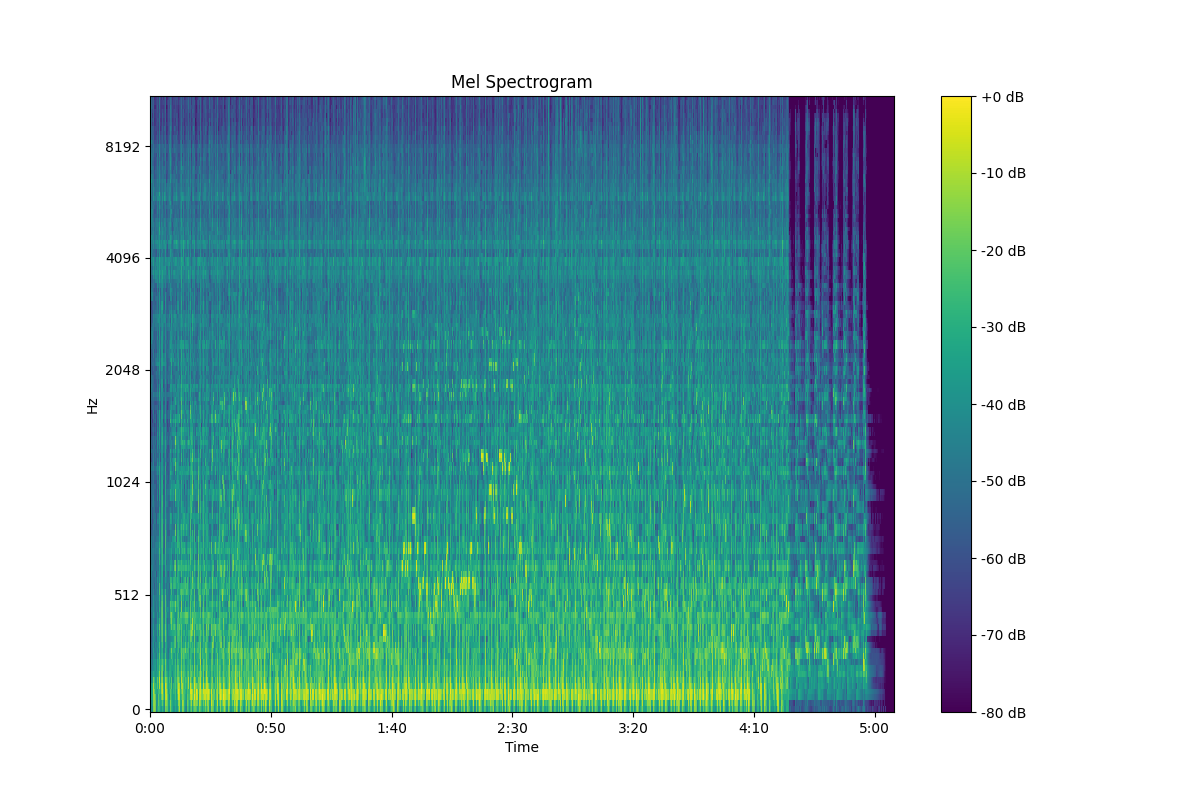 Mel Spectrogram
Hz
8192
4096
2048
1024
512
0
0:00 0:50 1:40 2:30 3:20 4:10 5:00
Time
+0 dB
-10 dB
-20 dB
-30 dB
-40 dB
-50 dB
-60 dB
-70 dB
-80 dB